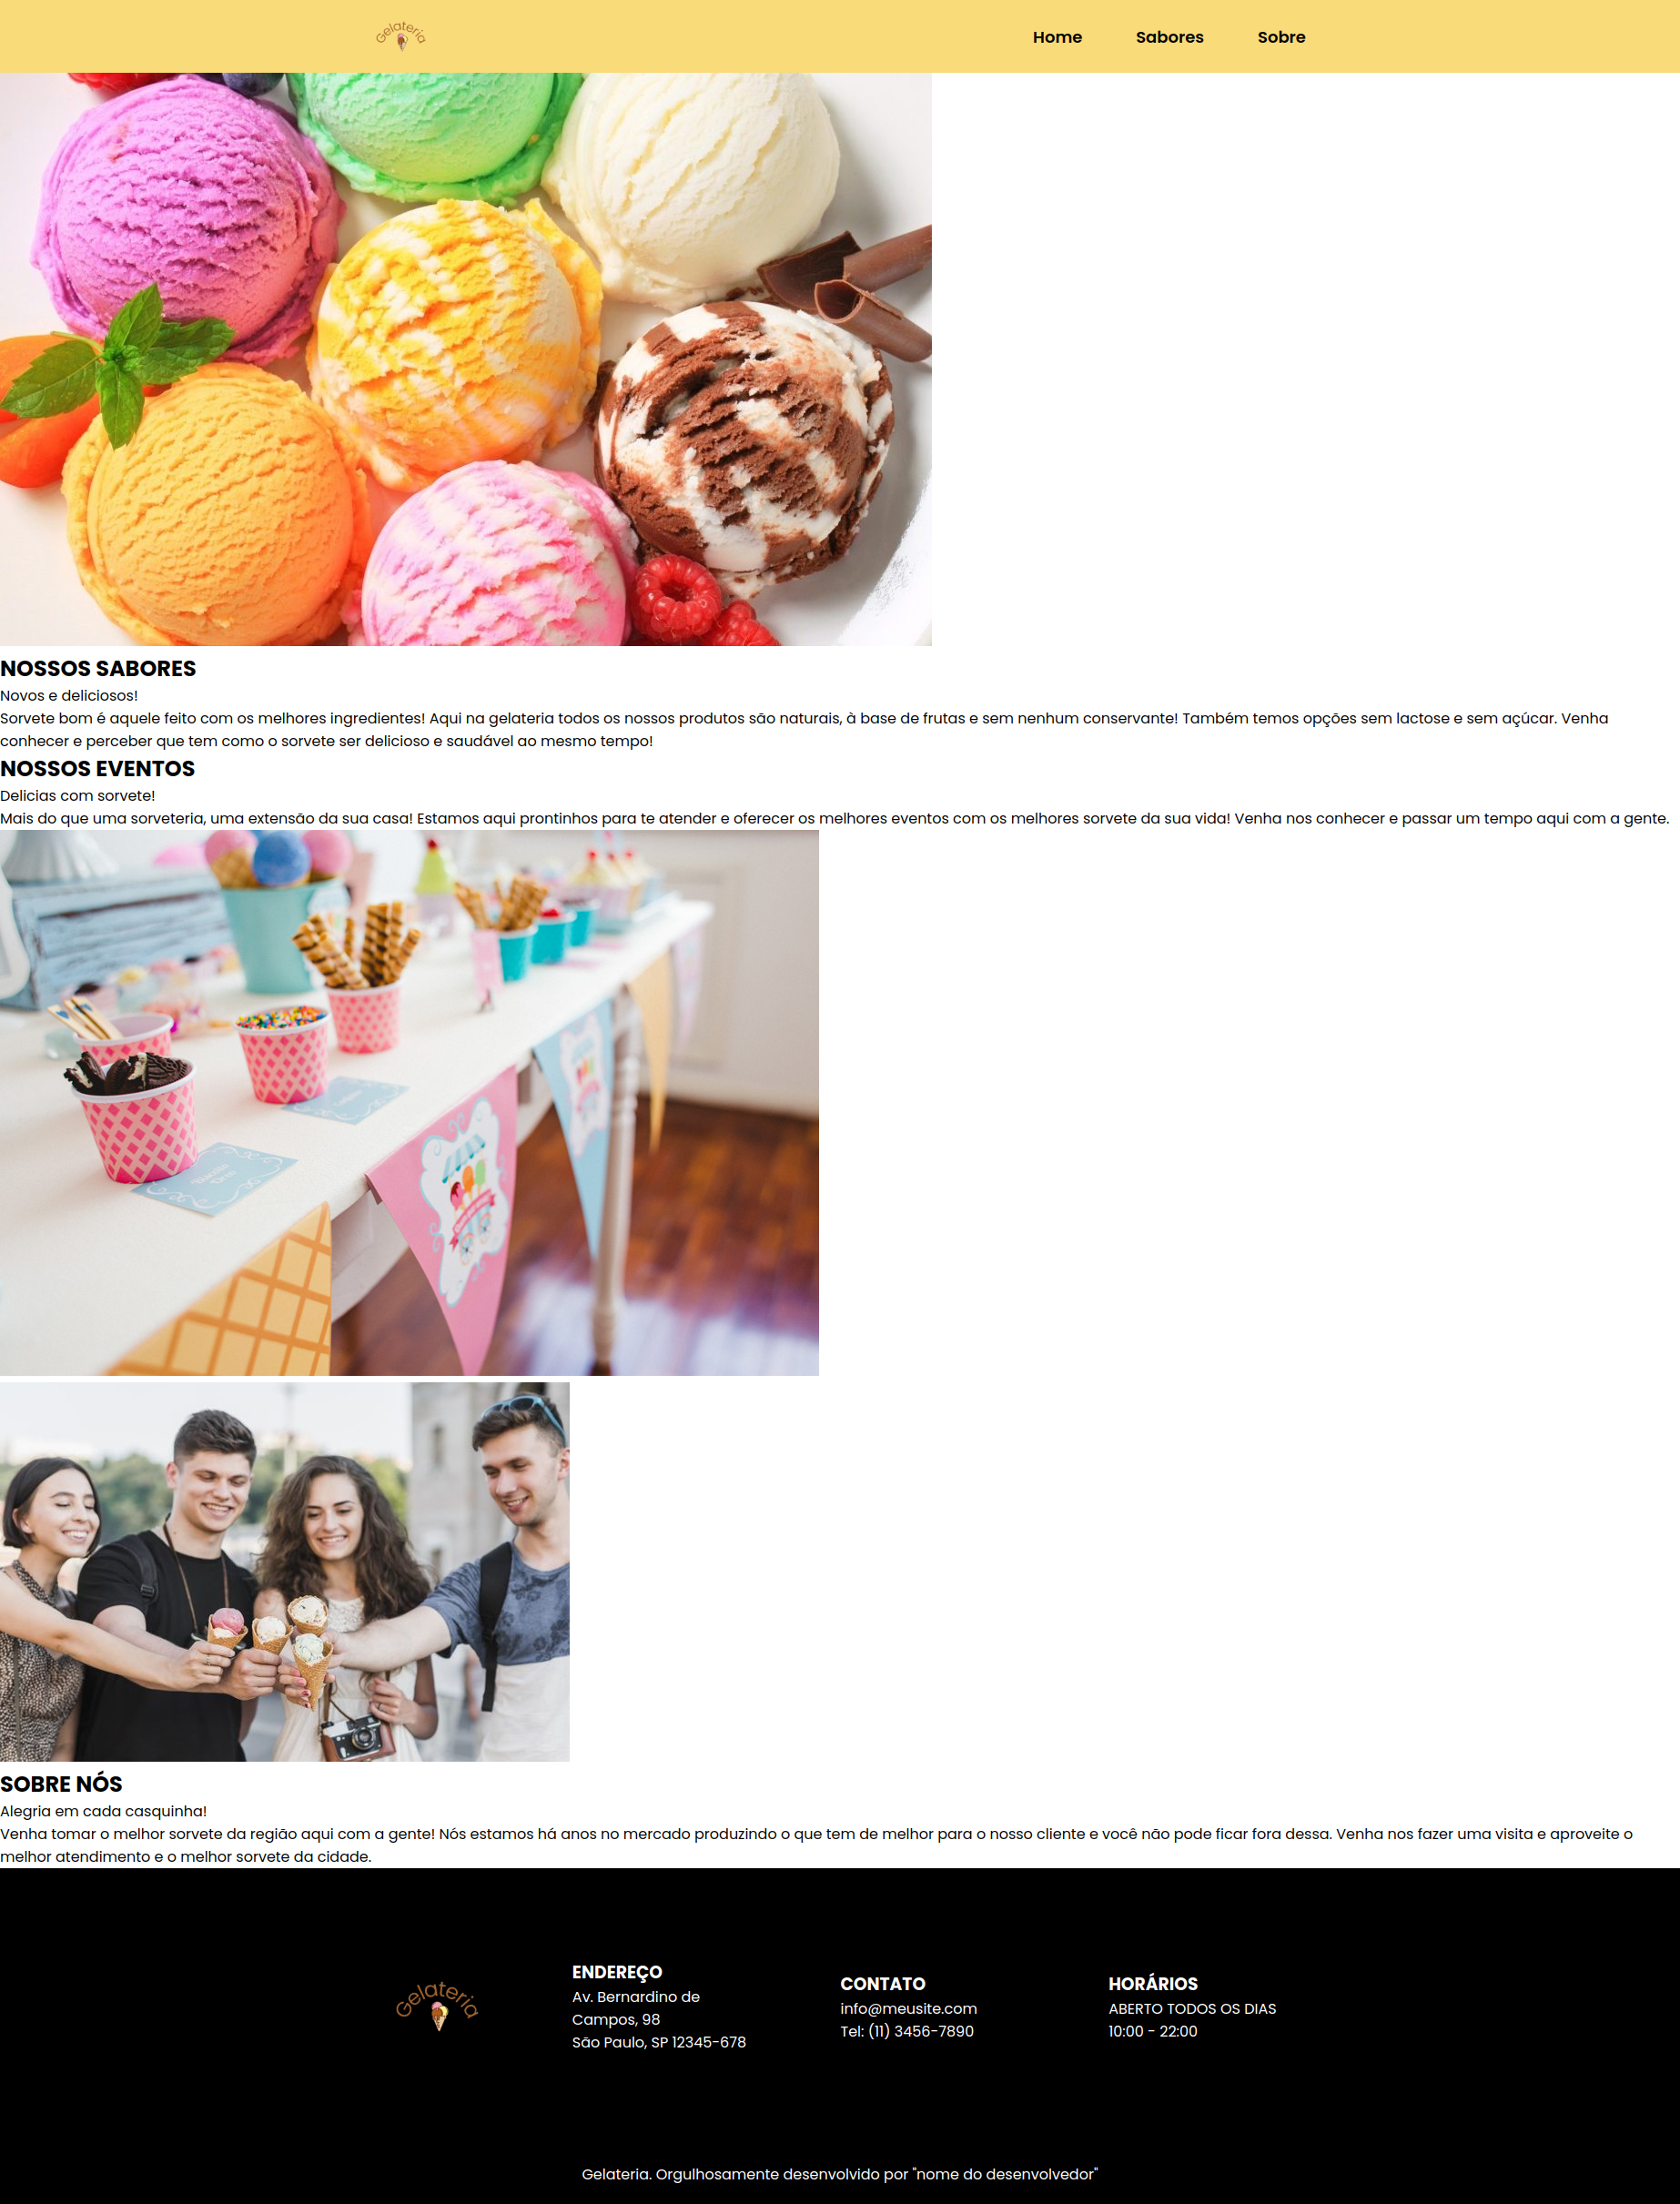 Gelateria
Home Sabores Sobre
NOSSOS SABORES
Novos e deliciosos!
Sorvete bom é aquele feito com os melhores ingredientes! Aqui na gelateria todos os nossos produtos são naturais, à base de frutas e sem nenhum conservante! Também temos opções sem lactose e sem açúcar. Venha
conhecer e perceber que tem como o sorvete ser delicioso e saudável ao mesmo tempo!
NOSSOS EVENTOS
Delicias com sorvete!
Mais do que uma sorveteria, uma extensão da sua casa! Estamos aqui prontinhos para te atender e oferecer os melhores eventos com os melhores sorvete da sua vida! Venha nos conhecer e passar um tempo aqui com a gente.
SOBRE NÓS
Alegria em cada casquinha!
Venha tomar o melhor sorvete da região aqui com a gente! Nós estamos há anos no mercado produzindo o que tem de melhor para o nosso cliente e você não pode ficar fora dessa. Venha nos fazer uma visita e aproveite o
melhor atendimento e o melhor sorvete da cidade.
Gelateria
ENDEREÇO
Av. Bernardino de
Campos, 98
São Paulo, SP 12345-678
CONTATO
info@meusite.com
Tel: (11) 3456-7890
HORÁRIOS
ABERTO TODOS OS DIAS
10:00 - 22:00
Gelateria. Orgulhosamente desenvolvido por "nome do desenvolvedor"